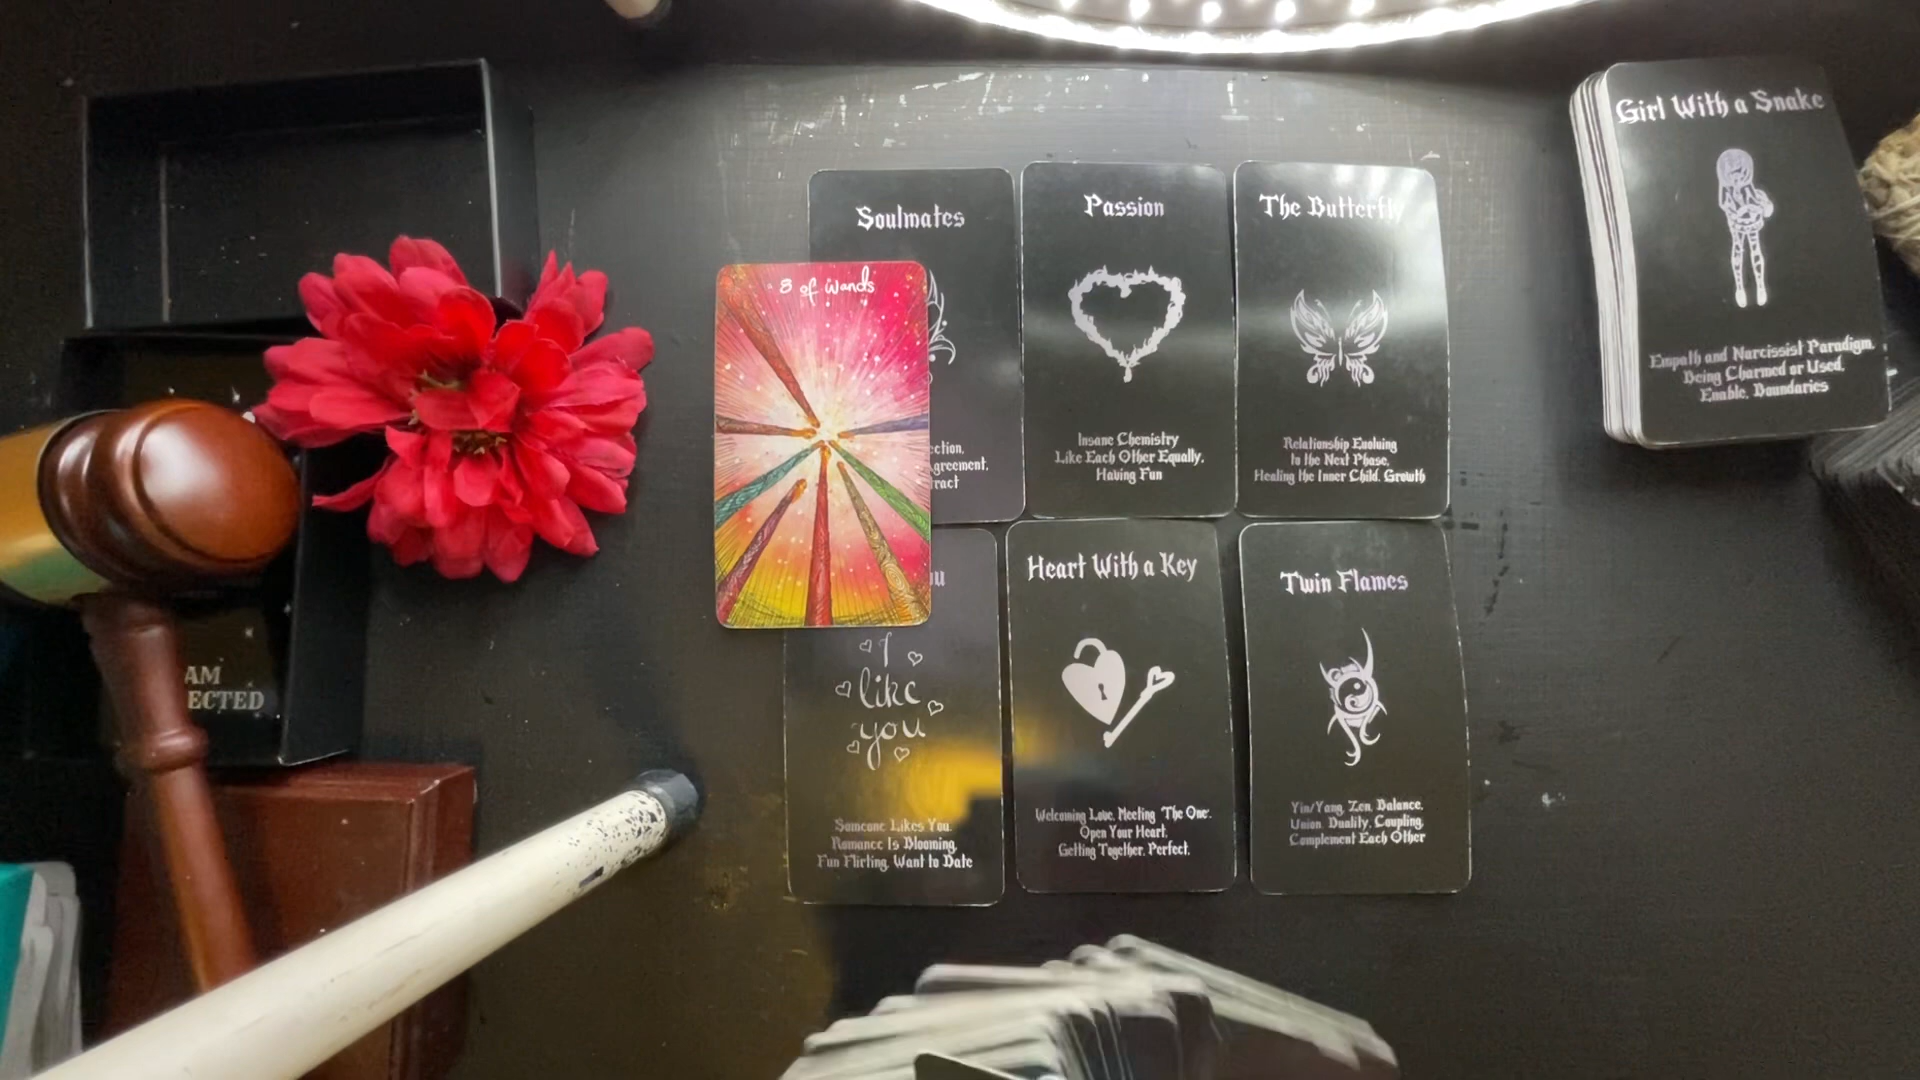 Soulmates
ection,
greement,
ract
Passion
Insane Chemistry
Like Each Other Equally,
Having Fun
The Butterfly
Relationship Evolving
to the Next Phase,
Healing the Inner Child, Growth
Girl With a Snake
Empath and Narcissist Paradigm,
Being Charmed or Used,
Enable, Boundaries
8 of Wands
ou
I
like
you
Someone Likes You,
Romance Is Blooming,
Fun Flirting, Want to Date
Heart With a Key
Welcoming Love, Meeting "The One".
Open Your Heart,
Getting Together, Perfect.
Twin Flames
Yin/Yang, Zen, Balance,
Union, Duality, Coupling,
Complement Each Other
AM
ECTED